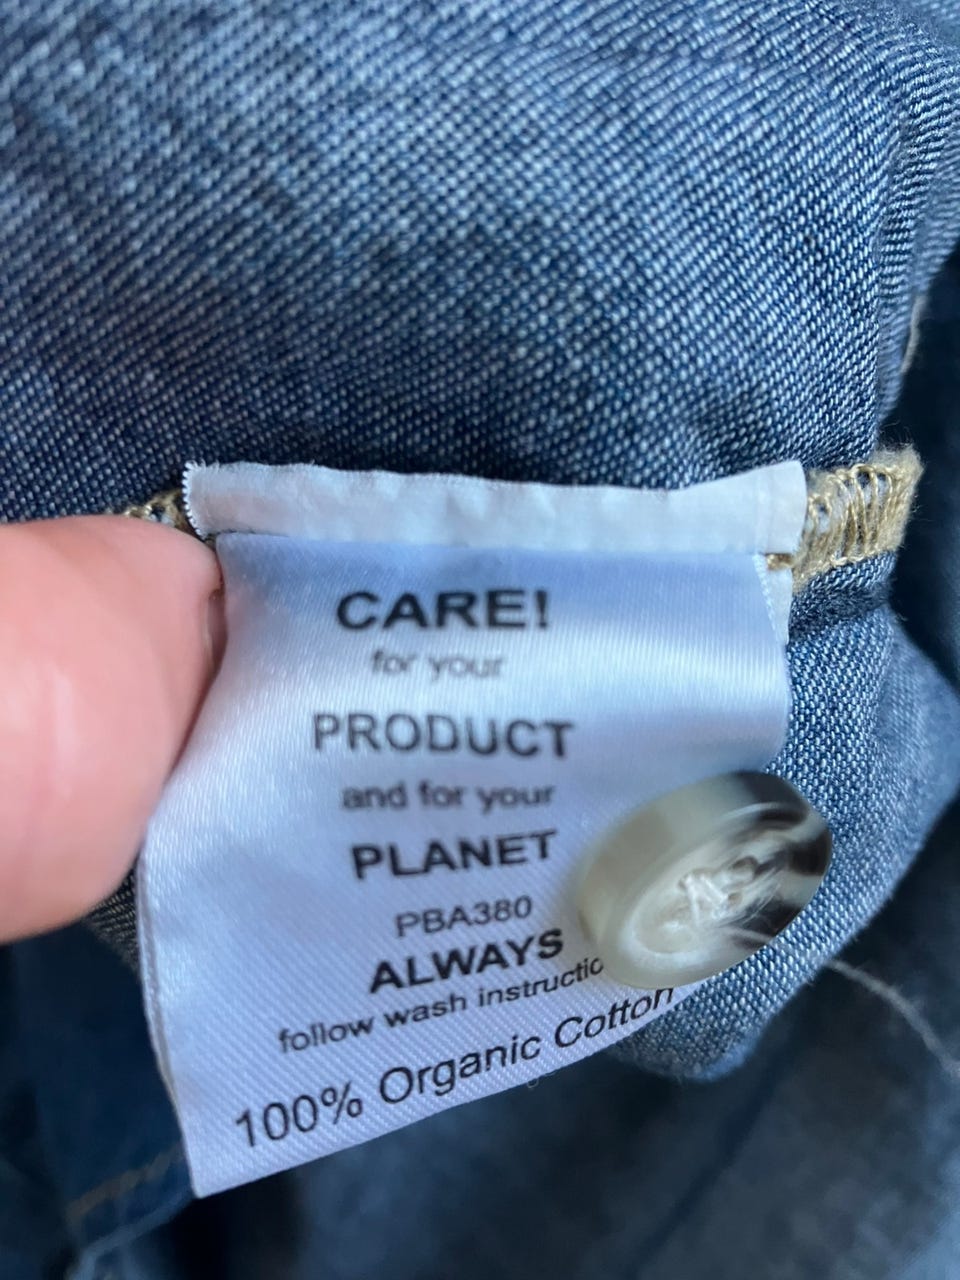 CARE!
for your
PRODUCT
and for your
PLANET
PBA380
ALWAYS
follow wash instructio
100% Organic Cotton